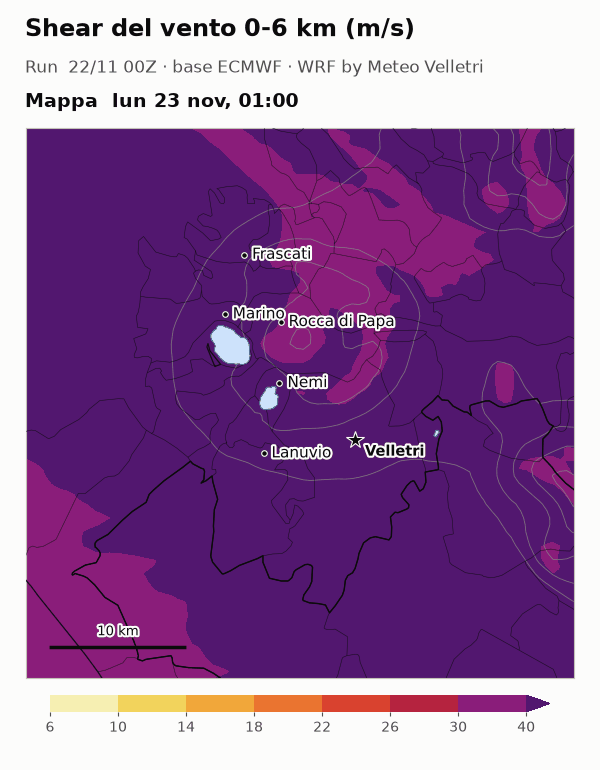 Shear del vento 0-6 km (m/s)
Run  22/11 00Z · base ECMWF · WRF by Meteo Velletri
Mappa  lun 23 nov, 01:00
Frascati
Marino
Rocca di Papa
Nemi
Velletri
Lanuvio
10 km
6 10 14 18 22 26 30 40